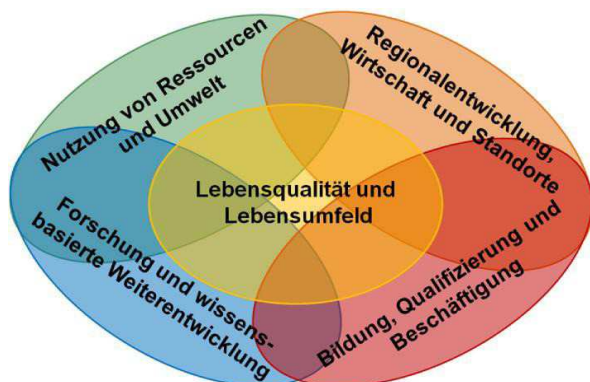 Nutzung von Ressourcen
und Umwelt
Regionalentwicklung,
Wirtschaft und Standorte
Lebensqualität und
Lebensumfeld
Forschung und wissens-
basierte Weiterentwicklung
Bildung, Qualifizierung und
Beschäftigung